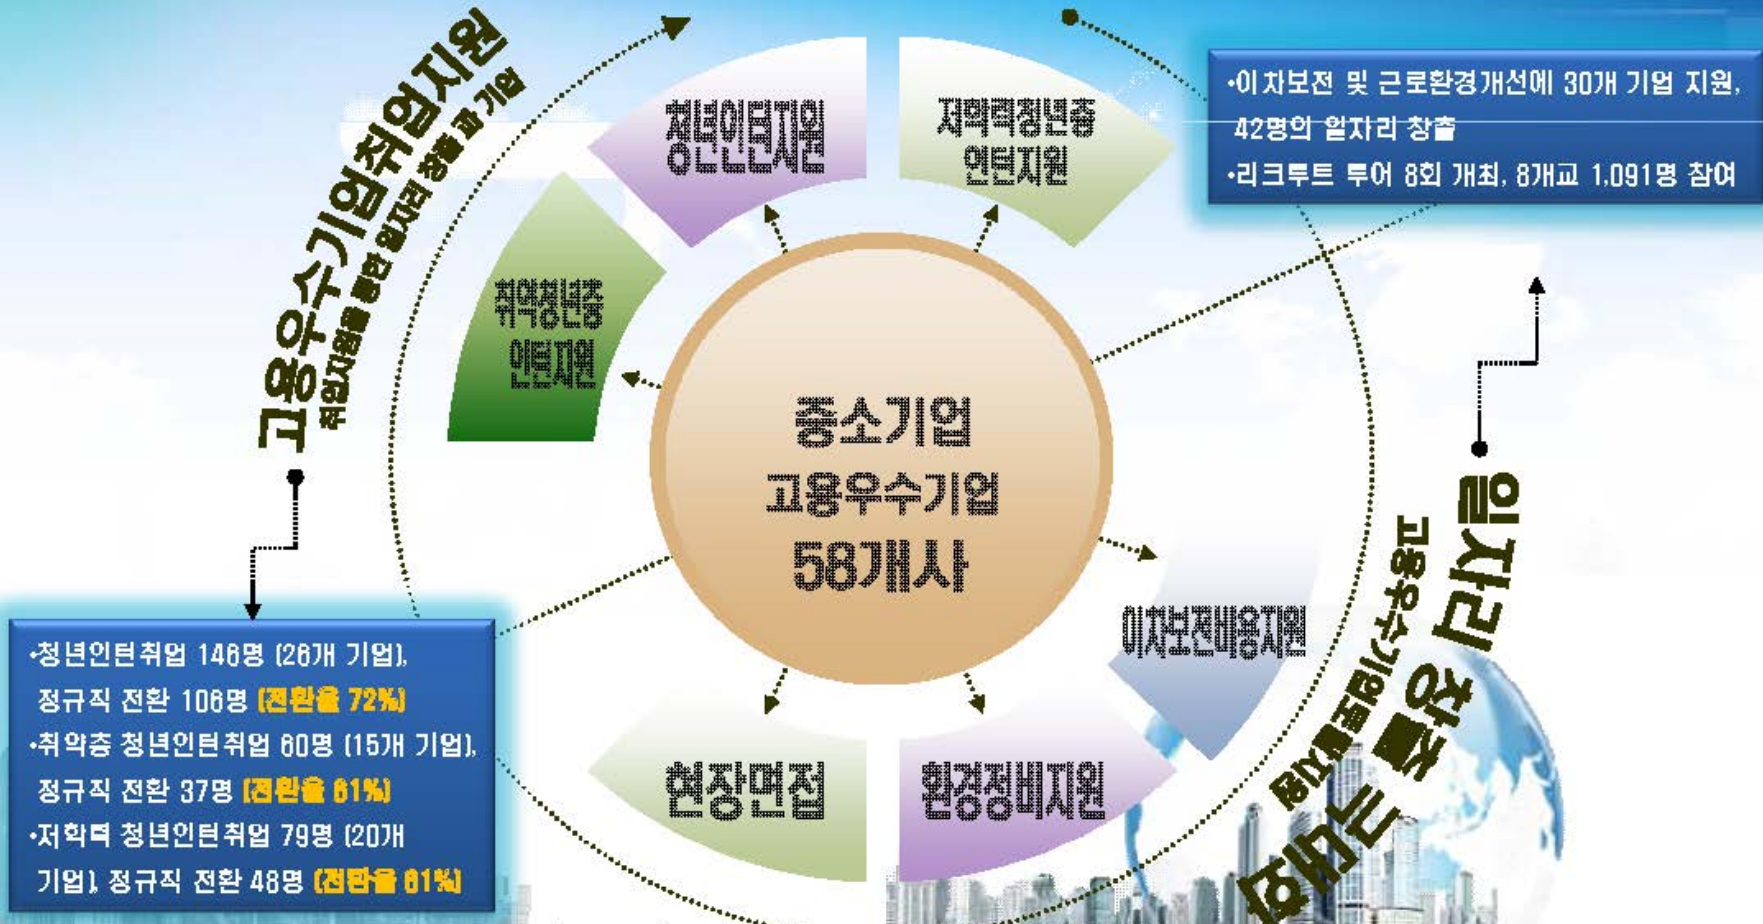 고용우수기업취업지원
취업지원을 통한 일자리 창출 과 기업
청년인턴지원
저학력청년층
인턴지원
•이차보전 및 근로환경개선에 30개 기업 지원,
42명의 일자리 창출
•리크루트 투어 8회 개최, 8개교 1,091명 참여
취약청년층
인턴지원
중소기업
고용우수기업
58개사
이차보전비용지원
일자리 창출 극대화
고용우수기업토탈지원
•청년인턴취업 146명 (26개 기업),
정규직 전환 106명 (전환율 72%)
•취약층 청년인턴취업 60명 (15개 기업),
정규직 전환 37명 (전환율 61%)
•저학력 청년인턴취업 79명 (20개
기업), 정규직 전환 48명 (전환율 61%)
현장면접
환경정비지원